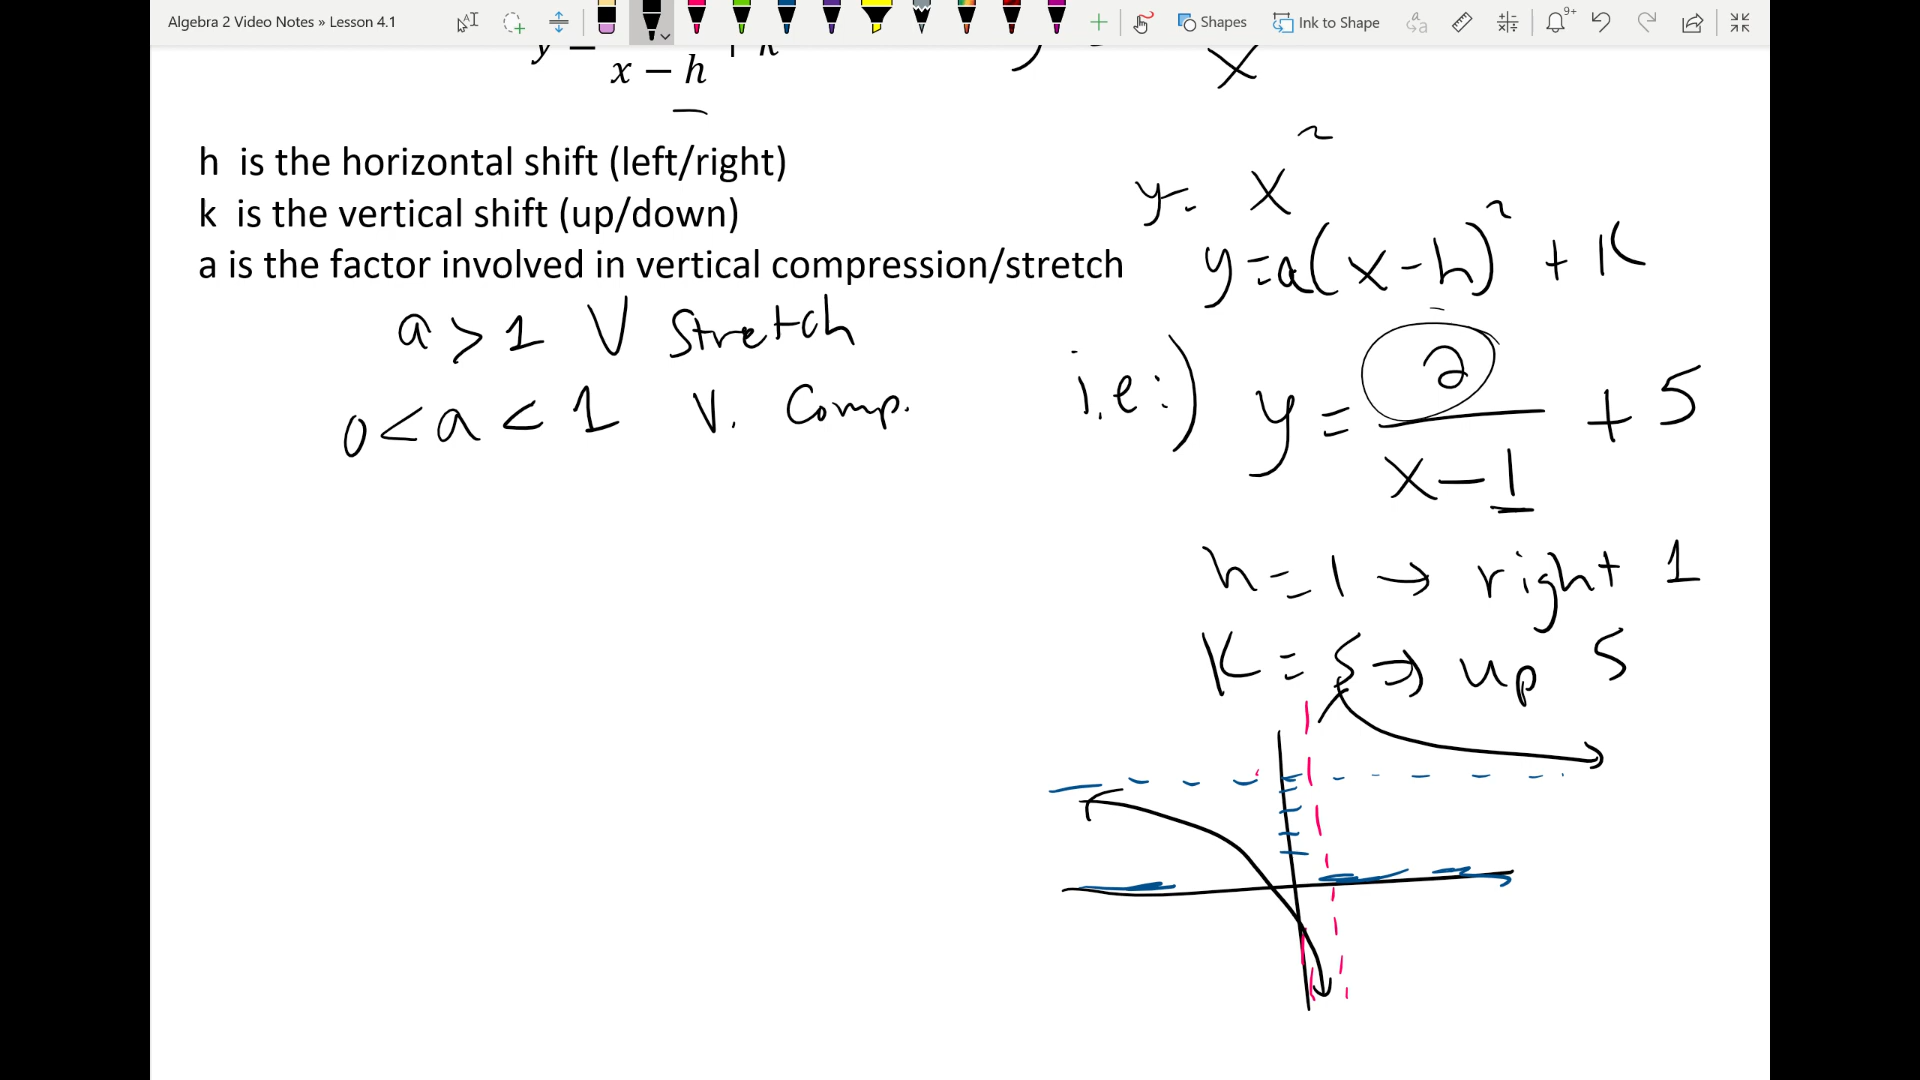 Algebra 2 Video Notes » Lesson 4.1
Shapes
Ink to Shape
9+
x − h
x
h is the horizontal shift (left/right)
k is the vertical shift (up/down)
a is the factor involved in vertical compression/stretch
a > 1 V Stretch
0 < a < 1 V. Comp.
y = x²
y = a(x-h)² + K
i.e:) y = 2
x - 1
+ 5
h = 1 → right 1
K = 5 → up 5